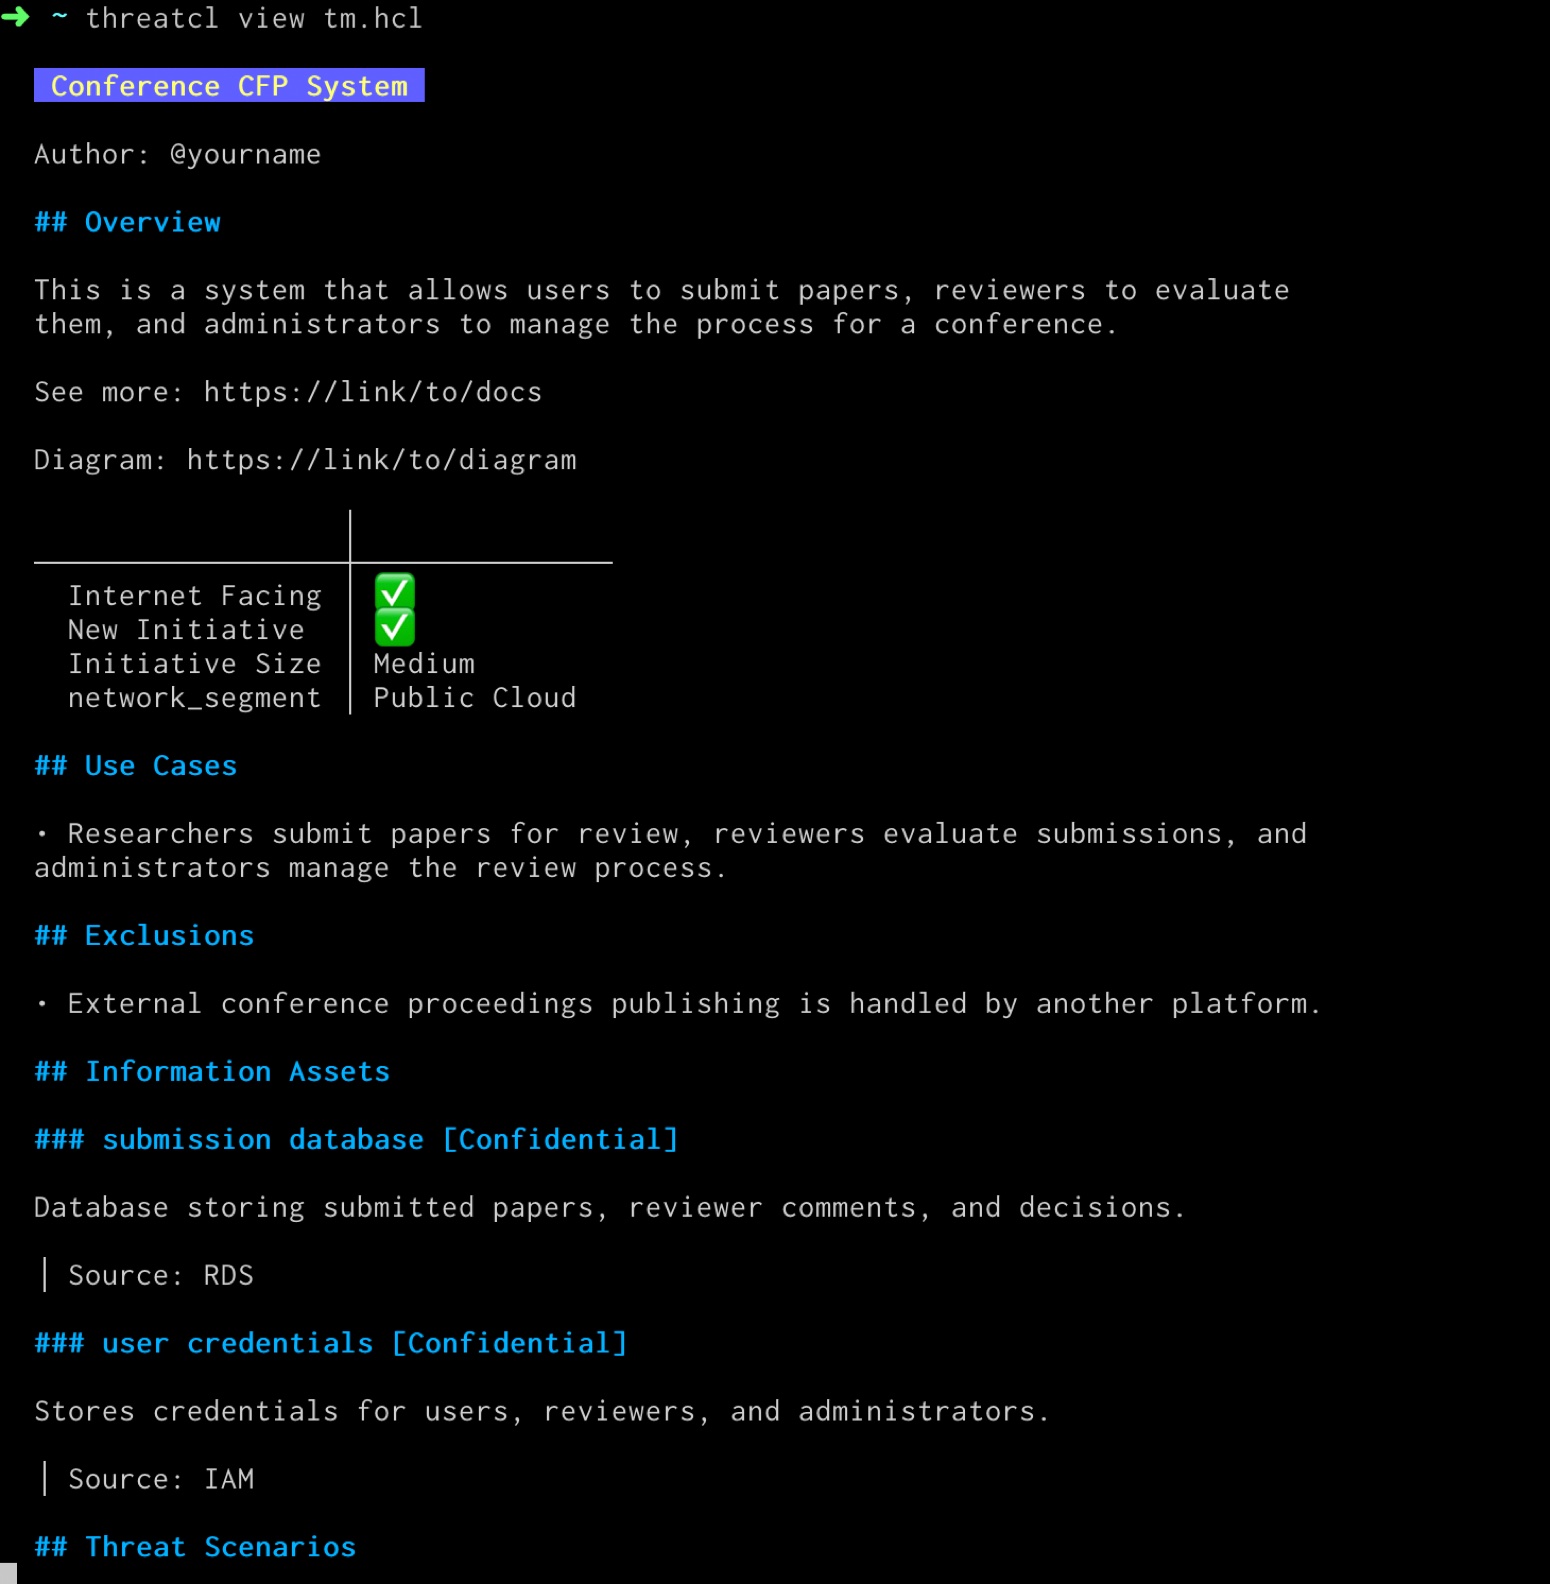 ➜ ~ threatcl view tm.hcl
Conference CFP System
Author: @yourname
## Overview
This is a system that allows users to submit papers, reviewers to evaluate
them, and administrators to manage the process for a conference.
See more: https://link/to/docs
Diagram: https://link/to/diagram
Internet Facing ✅
New Initiative ✅
Initiative Size Medium
network_segment Public Cloud
## Use Cases
• Researchers submit papers for review, reviewers evaluate submissions, and
administrators manage the review process.
## Exclusions
• External conference proceedings publishing is handled by another platform.
## Information Assets
### submission database [Confidential]
Database storing submitted papers, reviewer comments, and decisions.
│ Source: RDS
### user credentials [Confidential]
Stores credentials for users, reviewers, and administrators.
│ Source: IAM
## Threat Scenarios